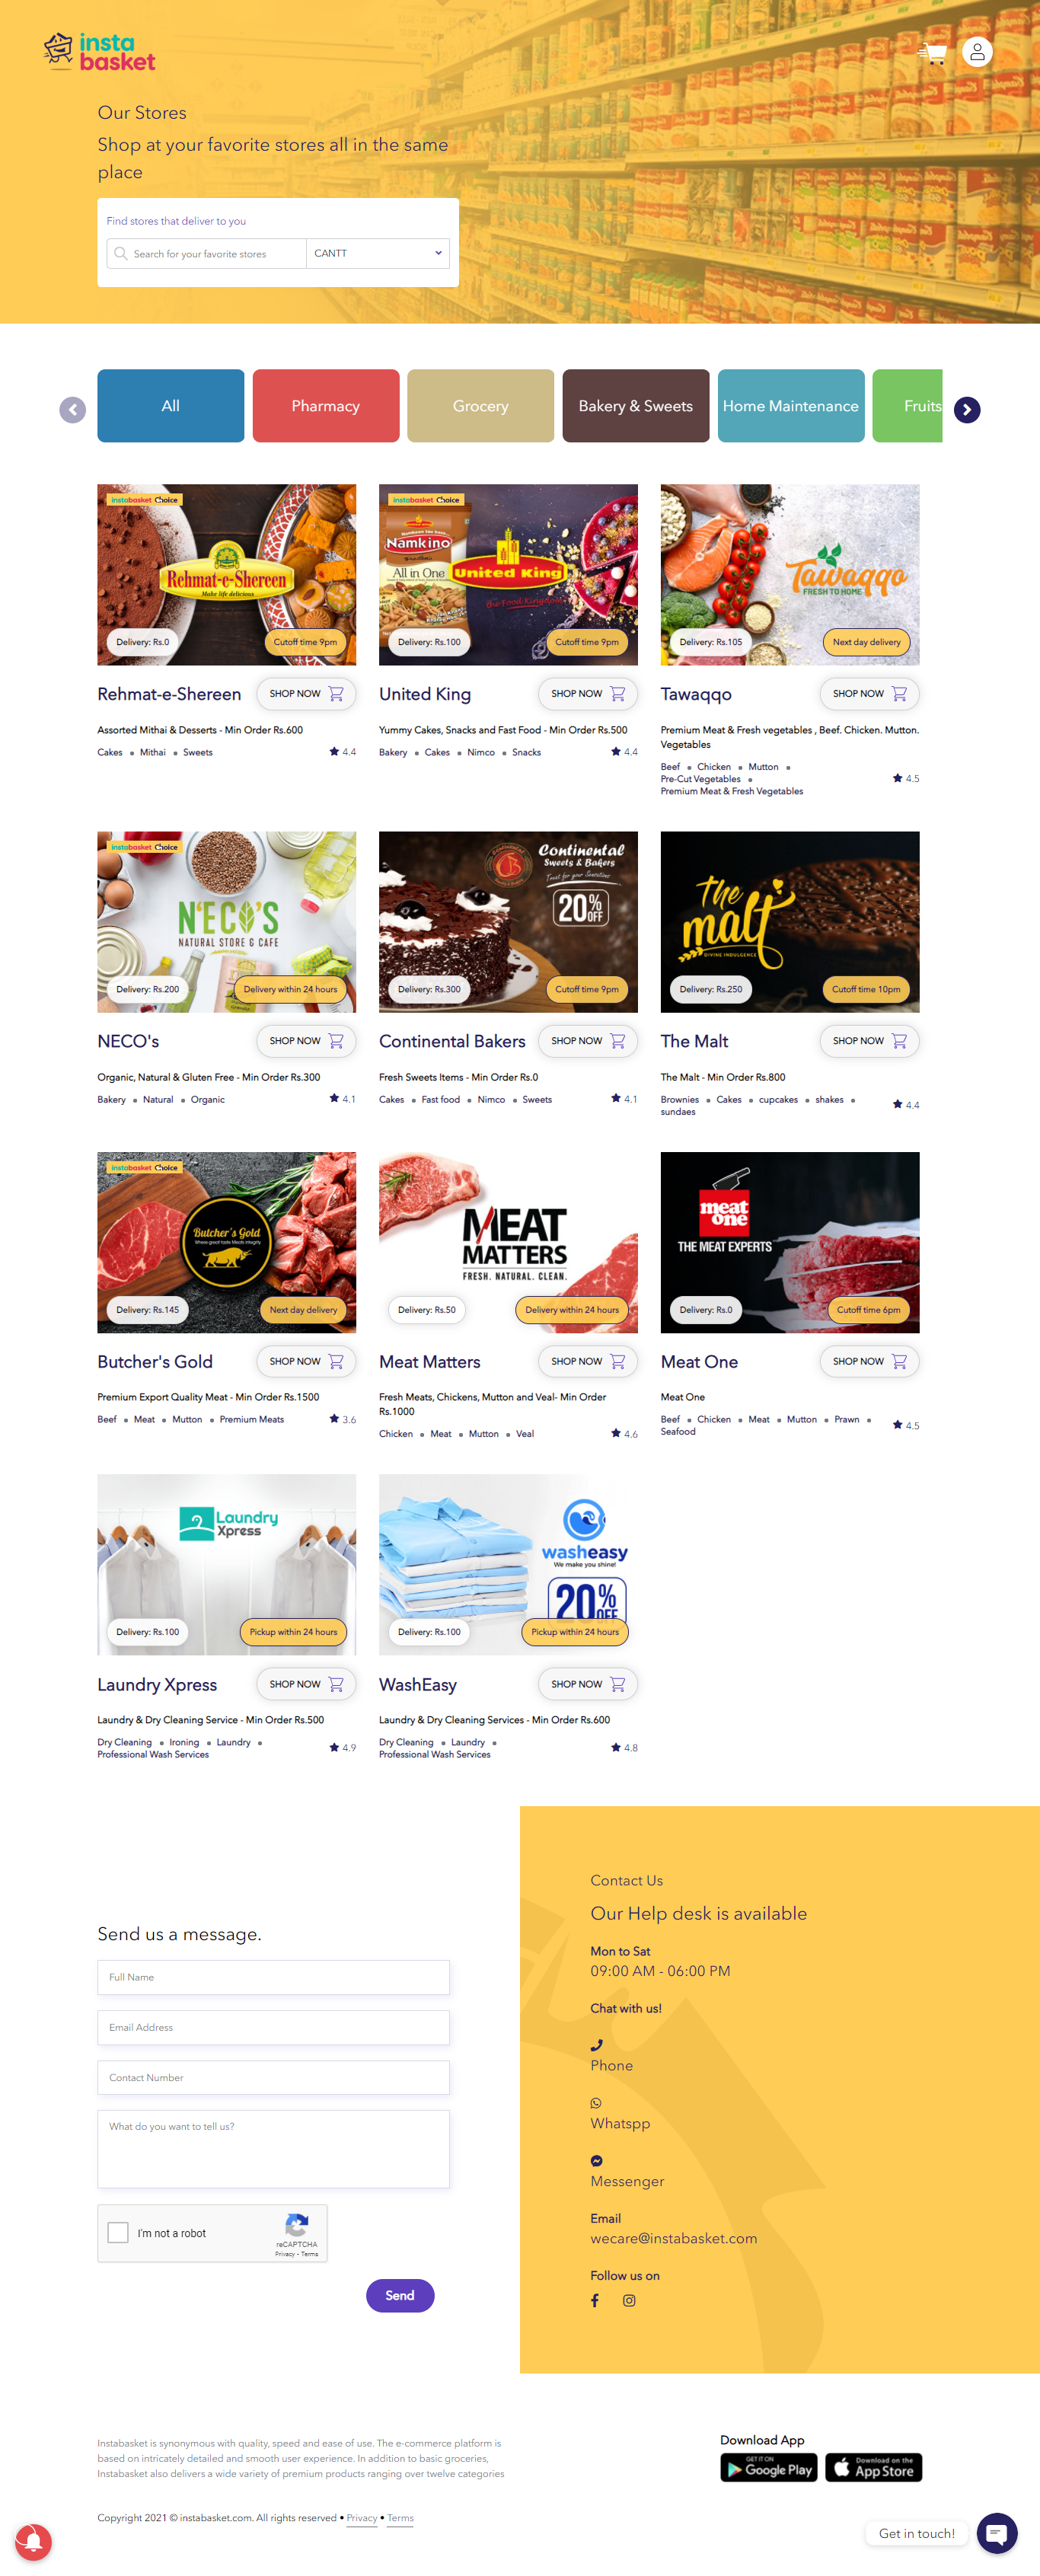 insta
basket
Our Stores
Shop at your favorite stores all in the same
place
Find stores that deliver to you
Search for your favorite stores
CANTT
All
Pharmacy
Grocery
Bakery & Sweets
Home Maintenance
Fruits
instabasket Choice
Rehmat-e-Shereen
Make life delicious
Delivery: Rs.0
Cutoff time 9pm
instabasket Choice
Namkino
All in One
United King
the Food Kingdom
Delivery: Rs.100
Cutoff time 9pm
Tawaqqo
FRESH TO HOME
Delivery: Rs.105
Next day delivery
Rehmat-e-Shereen
SHOP NOW
Assorted Mithai & Desserts - Min Order Rs.600
Cakes • Mithai • Sweets
4.4
United King
SHOP NOW
Yummy Cakes, Snacks and Fast Food - Min Order Rs.500
Bakery • Cakes • Nimco • Snacks
4.4
Tawaqqo
SHOP NOW
Premium Meat & Fresh vegetables , Beef. Chicken. Mutton.
Vegetables
Beef • Chicken • Mutton •
Pre-Cut Vegetables •
Premium Meat & Fresh Vegetables
4.5
instabasket Choice
N'ECO'S
NATURAL STORE & CAFE
Delivery: Rs.200
Delivery within 24 hours
Continental
Sweets & Bakers
Treat for your Sensations
20% OFF
Delivery: Rs.300
Cutoff time 9pm
The malt
DIVINE INDULGENCE
Delivery: Rs.250
Cutoff time 10pm
NECO's
SHOP NOW
Organic, Natural & Gluten Free - Min Order Rs.300
Bakery • Natural • Organic
4.1
Continental Bakers
SHOP NOW
Fresh Sweets Items - Min Order Rs.0
Cakes • Fast food • Nimco • Sweets
4.1
The Malt
SHOP NOW
The Malt - Min Order Rs.800
Brownies • Cakes • cupcakes • shakes •
sundaes
4.4
instabasket Choice
Butcher's Gold
Where great taste Meats integrity
Delivery: Rs.145
Next day delivery
MEAT
MATTERS
FRESH. NATURAL. CLEAN.
Delivery: Rs.50
Delivery within 24 hours
meat
one
THE MEAT EXPERTS
Delivery: Rs.0
Cutoff time 6pm
Butcher's Gold
SHOP NOW
Premium Export Quality Meat - Min Order Rs.1500
Beef • Meat • Mutton • Premium Meats
3.6
Meat Matters
SHOP NOW
Fresh Meats, Chickens, Mutton and Veal- Min Order
Rs.1000
Chicken • Meat • Mutton • Veal
4.6
Meat One
SHOP NOW
Meat One
Beef • Chicken • Meat • Mutton • Prawn •
Seafood
4.5
Laundry
Xpress
Delivery: Rs.100
Pickup within 24 hours
washeasy
We make you shine!
20% OFF
Delivery: Rs.100
Pickup within 24 hours
Laundry Xpress
SHOP NOW
Laundry & Dry Cleaning Service - Min Order Rs.500
Dry Cleaning • Ironing • Laundry •
Professional Wash Services
4.9
WashEasy
SHOP NOW
Laundry & Dry Cleaning Services - Min Order Rs.600
Dry Cleaning • Laundry •
Professional Wash Services
4.8
Send us a message.
Full Name
Email Address
Contact Number
What do you want to tell us?
I'm not a robot
reCAPTCHA
Privacy - Terms
Send
Contact Us
Our Help desk is available
Mon to Sat
09:00 AM - 06:00 PM
Chat with us!
Phone
Whatspp
Messenger
Email
wecare@instabasket.com
Follow us on
Instabasket is synonymous with quality, speed and ease of use. The e-commerce platform is
based on intricately detailed and smooth user experience. In addition to basic groceries,
Instabasket also delivers a wide variety of premium products ranging over twelve categories
Copyright 2021 © instabasket.com. All rights reserved • Privacy • Terms
Download App
GET IT ON
Google Play
Download on the
App Store
Get in touch!